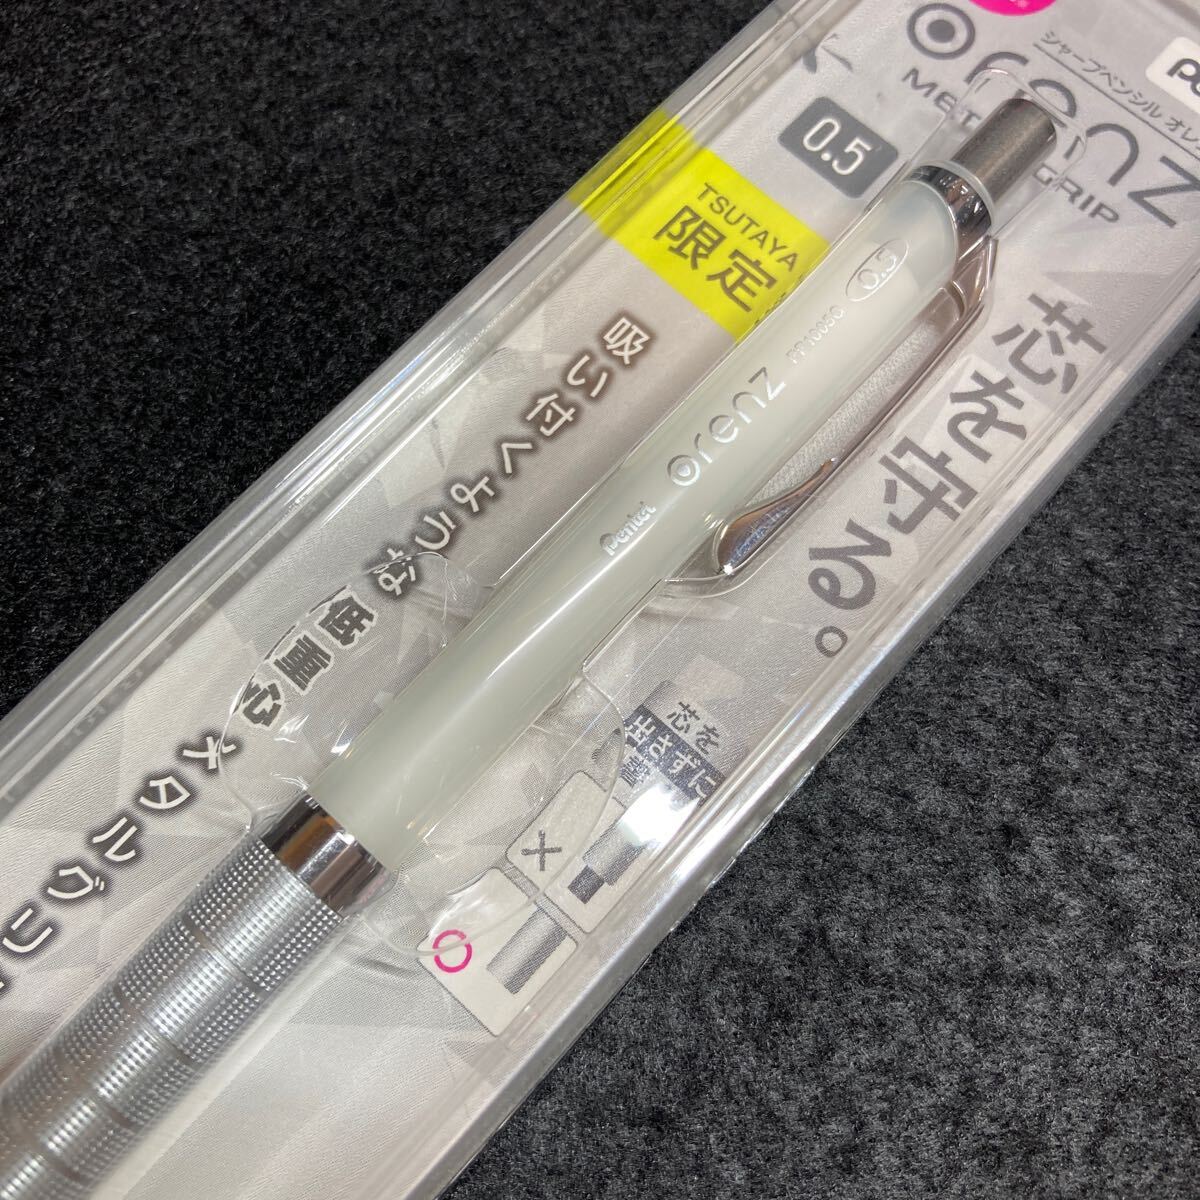 orenz
METAL GRIP
シャープペンシル オレ
0.5
TSUTAYA
限定
芯を守る。
吸い付くような
低重心
メタルグリ
Pentel
orenz
PP1005G
0.5
芯を
出さずに